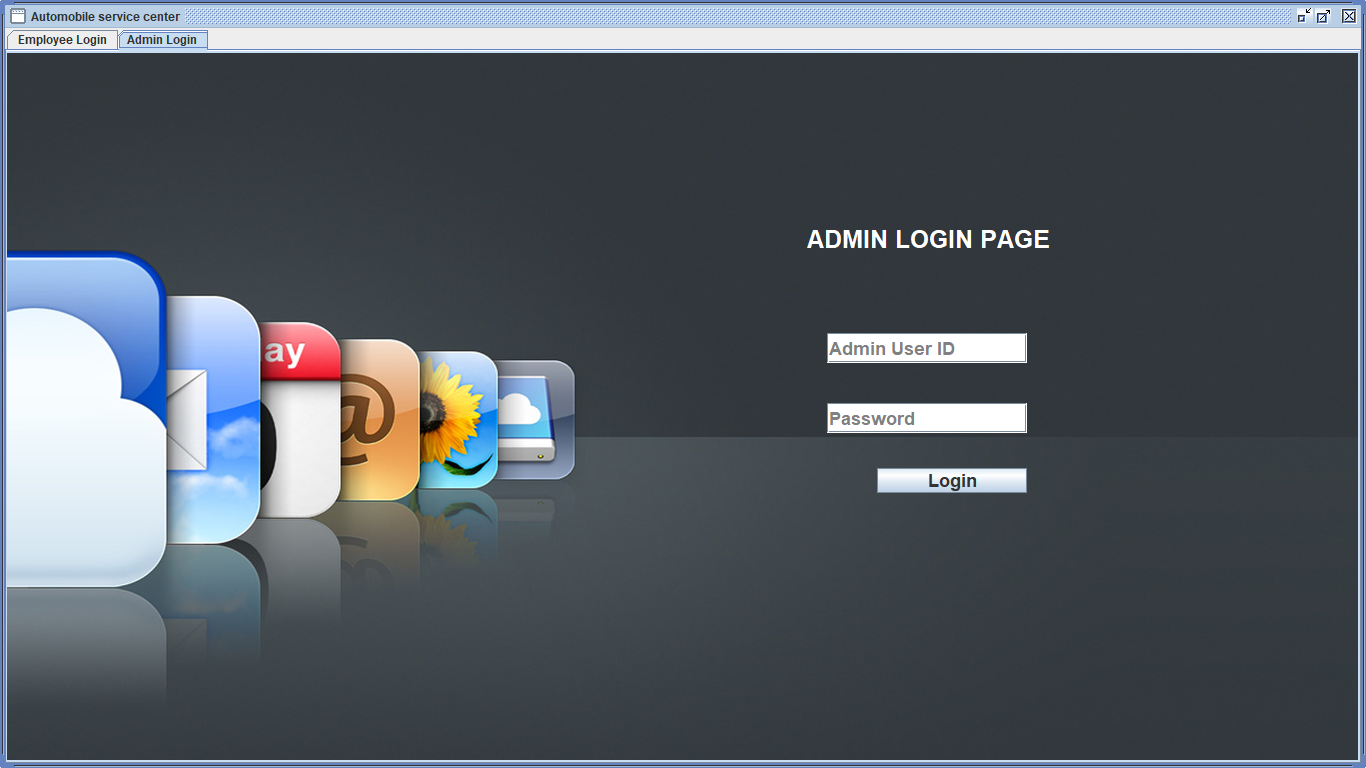 Automobile service center
Employee Login
Admin Login
ADMIN LOGIN PAGE
ay
@
Admin User ID
Password
Login